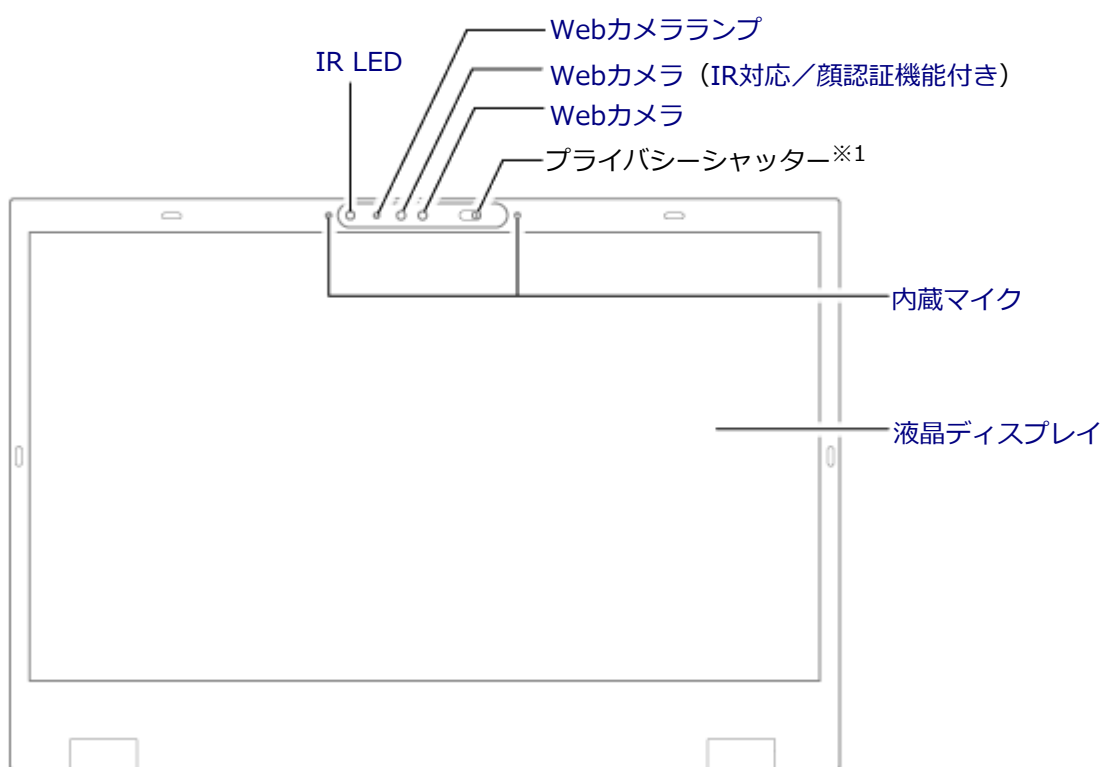 Webカメラランプ
IR LED
Webカメラ（IR対応／顔認証機能付き）
Webカメラ
プライバシーシャッター※1
内蔵マイク
液晶ディスプレイ